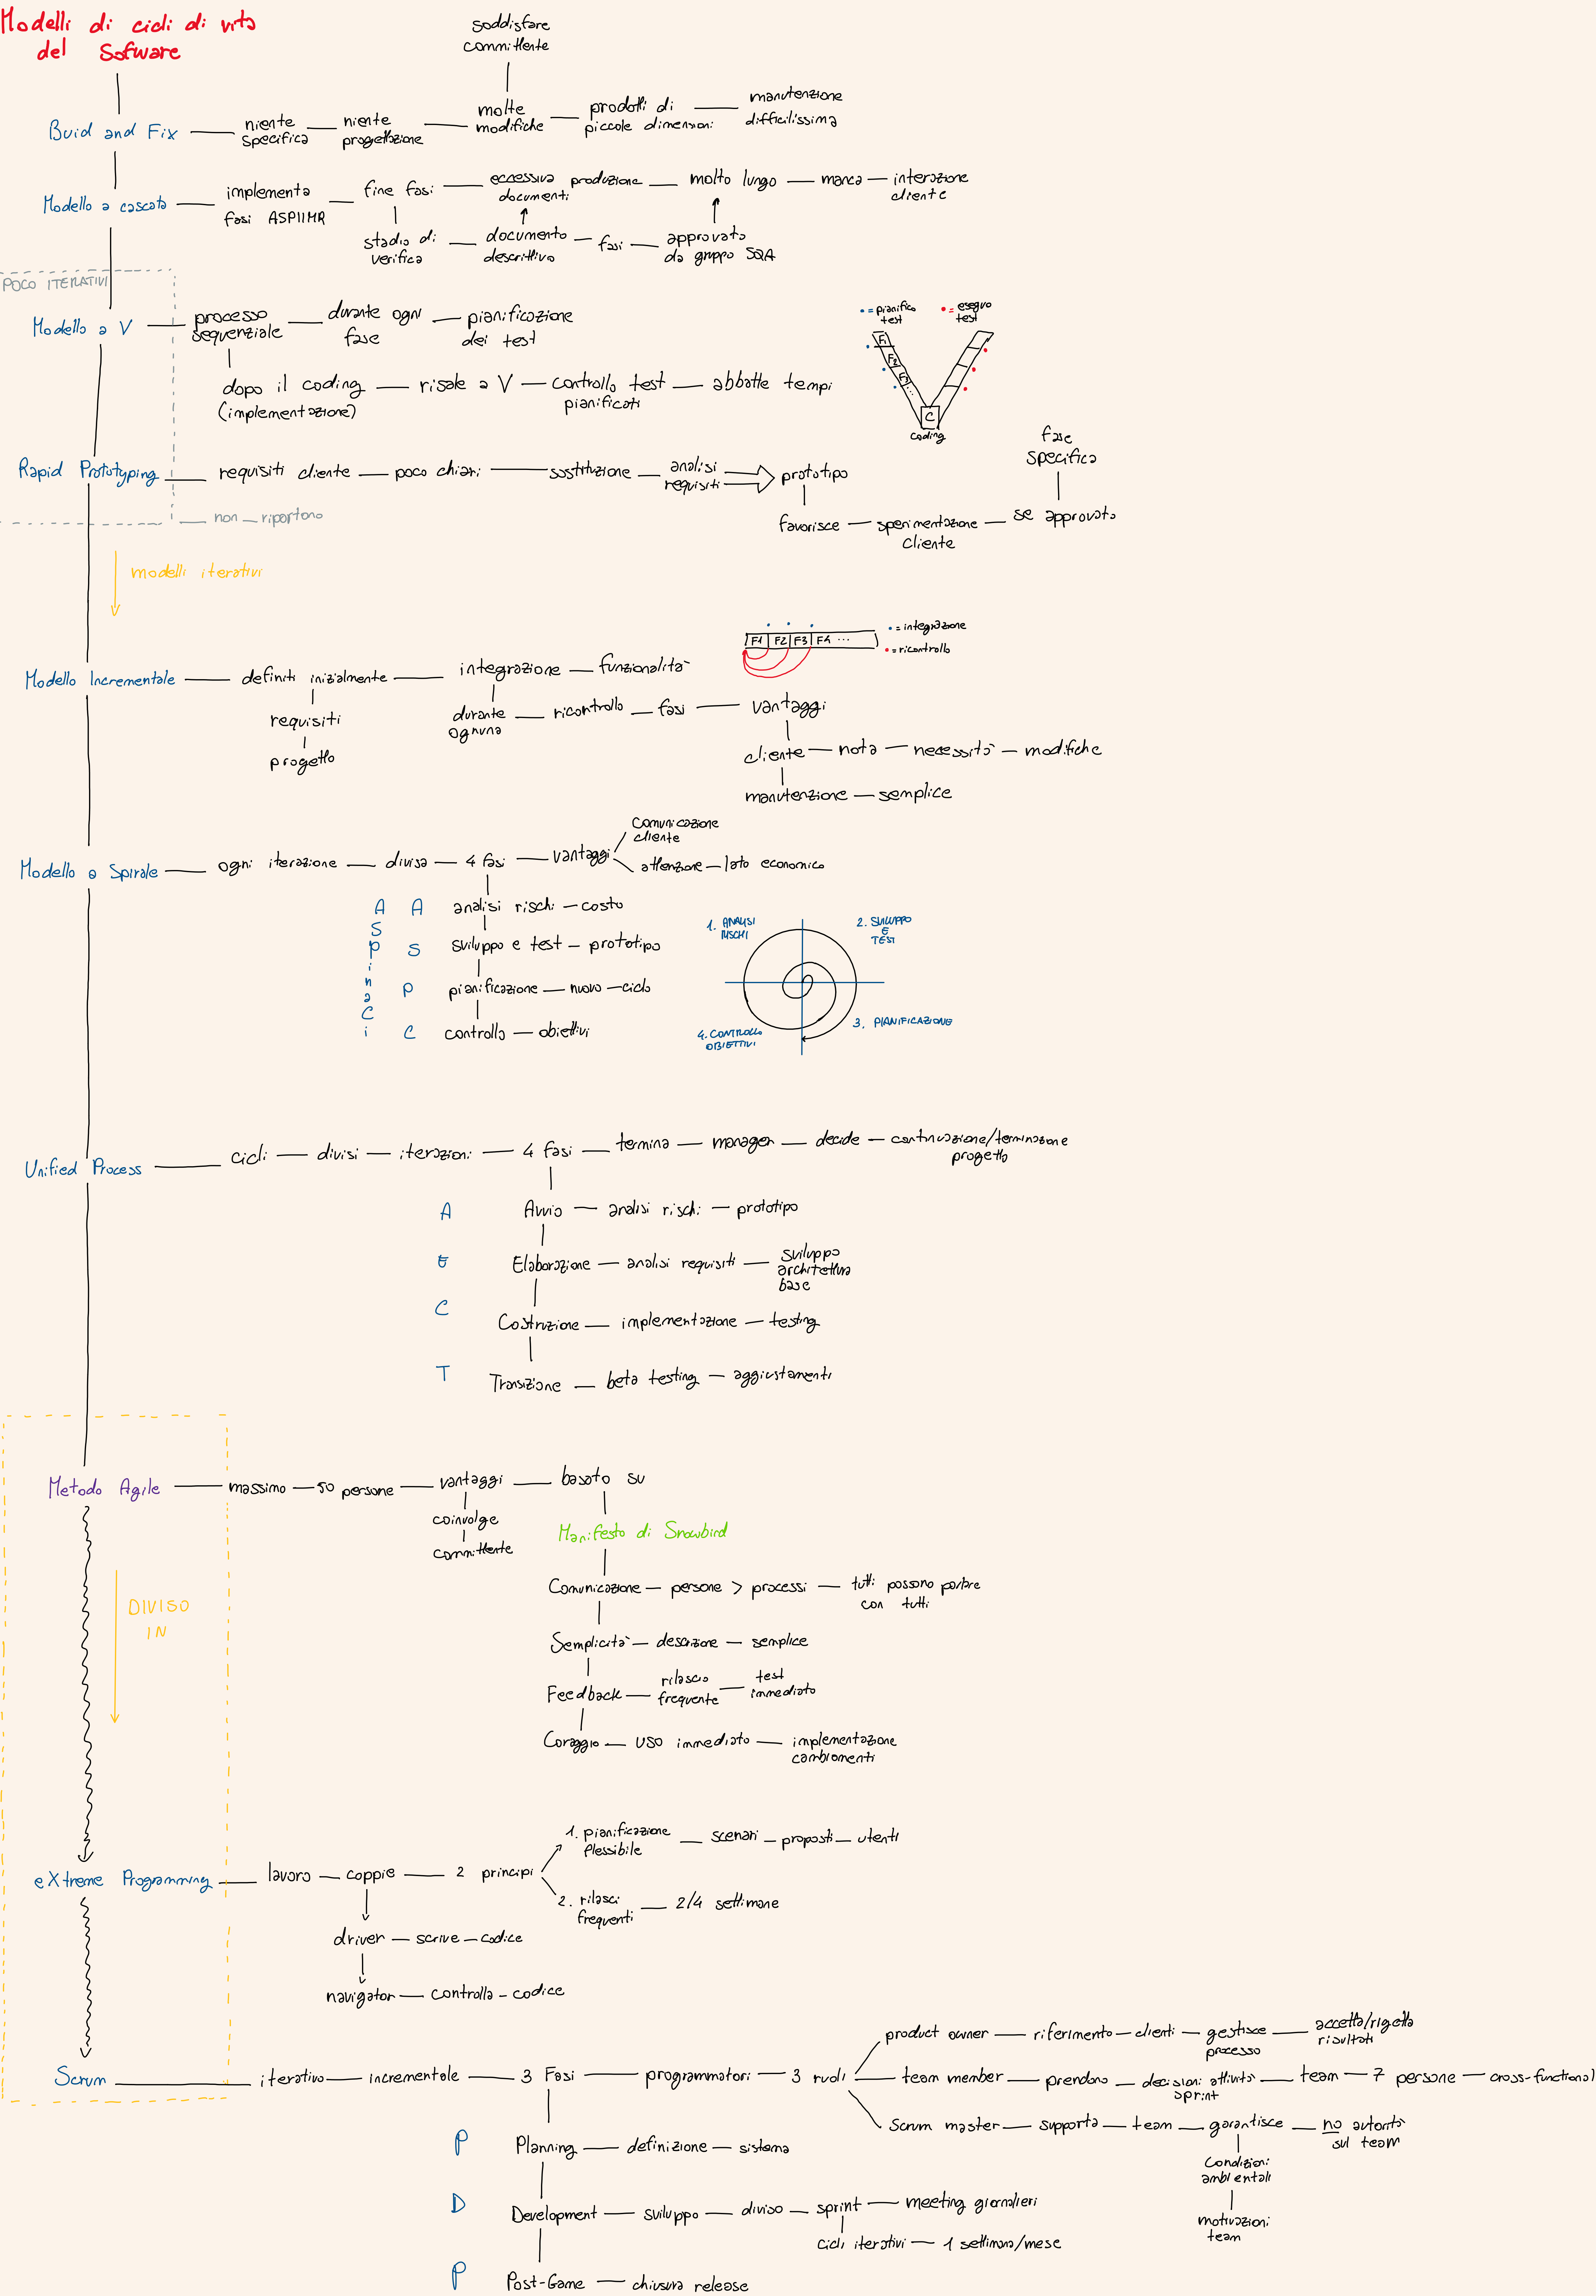 Modelli di cicli di vita
del Sofware
soddisfare
committente
Buid and Fix
niente
specifica
niente
progettazione
molte
modifiche
prodotti di
piccole dimensioni
manutenzione
difficilissima
Modello a cascata
implementa
fasi ASPIIMR
fine fasi
eccessiva produzione
documenti
molto lungo
manca
interazione
cliente
stadio di
verifica
documento
descrittivo
fasi
approvato
da gruppo SQA
POCO ITERATIVI
Modello a V
processo
sequenziale
durante ogni
fase
pianificazione
dei test
dopo il coding
(implementazione)
risale a V
controllo test
pianificati
abbatte tempi
• = pianifico
test
• = eseguo
test
F1
F2
F3
...
C
coding
Rapid Prototyping
requisiti cliente
poco chiari
sostituzione
analisi
requisiti
prototipo
favorisce
sperimentazione
cliente
se approvato
fase
specifica
non ripartono
modelli iterativi
F1 F2 F3 F4 ...
• = integrazione
• = ricontrollo
Modello Incrementale
definiti inizialmente
requisiti
progetto
integrazione
funzionalità
durante
ognuna
ricontrollo
fasi
vantaggi
cliente
nota
necessità
modifiche
manutenzione
semplice
Modello a Spirale
ogni iterazione
divisa
4 fasi
vantaggi
Comunicazione
cliente
attenzione
lato economico
A S P i n a C i
A
analisi rischi
costo
S
sviluppo e test
prototipo
P
pianificazione
nuovo
ciclo
C
controllo
obiettivi
1. ANALISI
RISCHI
2. SVILUPPO
E
TEST
3. PIANIFICAZIONE
4. CONTROLLO
OBIETTIVI
Unified Process
cicli
divisi
iterazioni
4 fasi
termina
manager
decide
continuazione/terminazione
progetto
A
Avvio
analisi rischi
prototipo
E
Elaborazione
analisi requisiti
sviluppo
architettura
base
C
Costruzione
implementazione
testing
T
Transizione
beta testing
aggiustamenti
Metodo Agile
massimo
50 persone
vantaggi
coinvolge
committente
basato su
Manifesto di Snowbird
Comunicazione
persone > processi
tutti possono parlare
con tutti
Semplicità
descrizione
semplice
Feedback
rilascio
frequente
test
immediato
Coraggio
uso immediato
implementazione
cambiamenti
DIVISO
IN
eXtreme Programming
lavoro
coppie
2 principi
1. pianificazione
flessibile
scenari
proposti
utenti
2. rilasci
frequenti
2/4 settimane
driver
scrive
codice
navigator
controlla
codice
Scrum
iterativo
incrementale
3 Fasi
programmatori
3 ruoli
product owner
riferimento
clienti
gestisce
processo
accetta/rigetta
risultati
team member
prendono
decisioni attività
sprint
team
7 persone
cross-functional
Scrum master
supporta
team
garantisce
no autorità
sul team
Condizioni
ambientali
motivazioni
team
P
Planning
definizione
sistema
D
Development
sviluppo
diviso
sprint
meeting giornalieri
cicli iterativi
1 settimana/mese
P
Post-Game
chiusura release